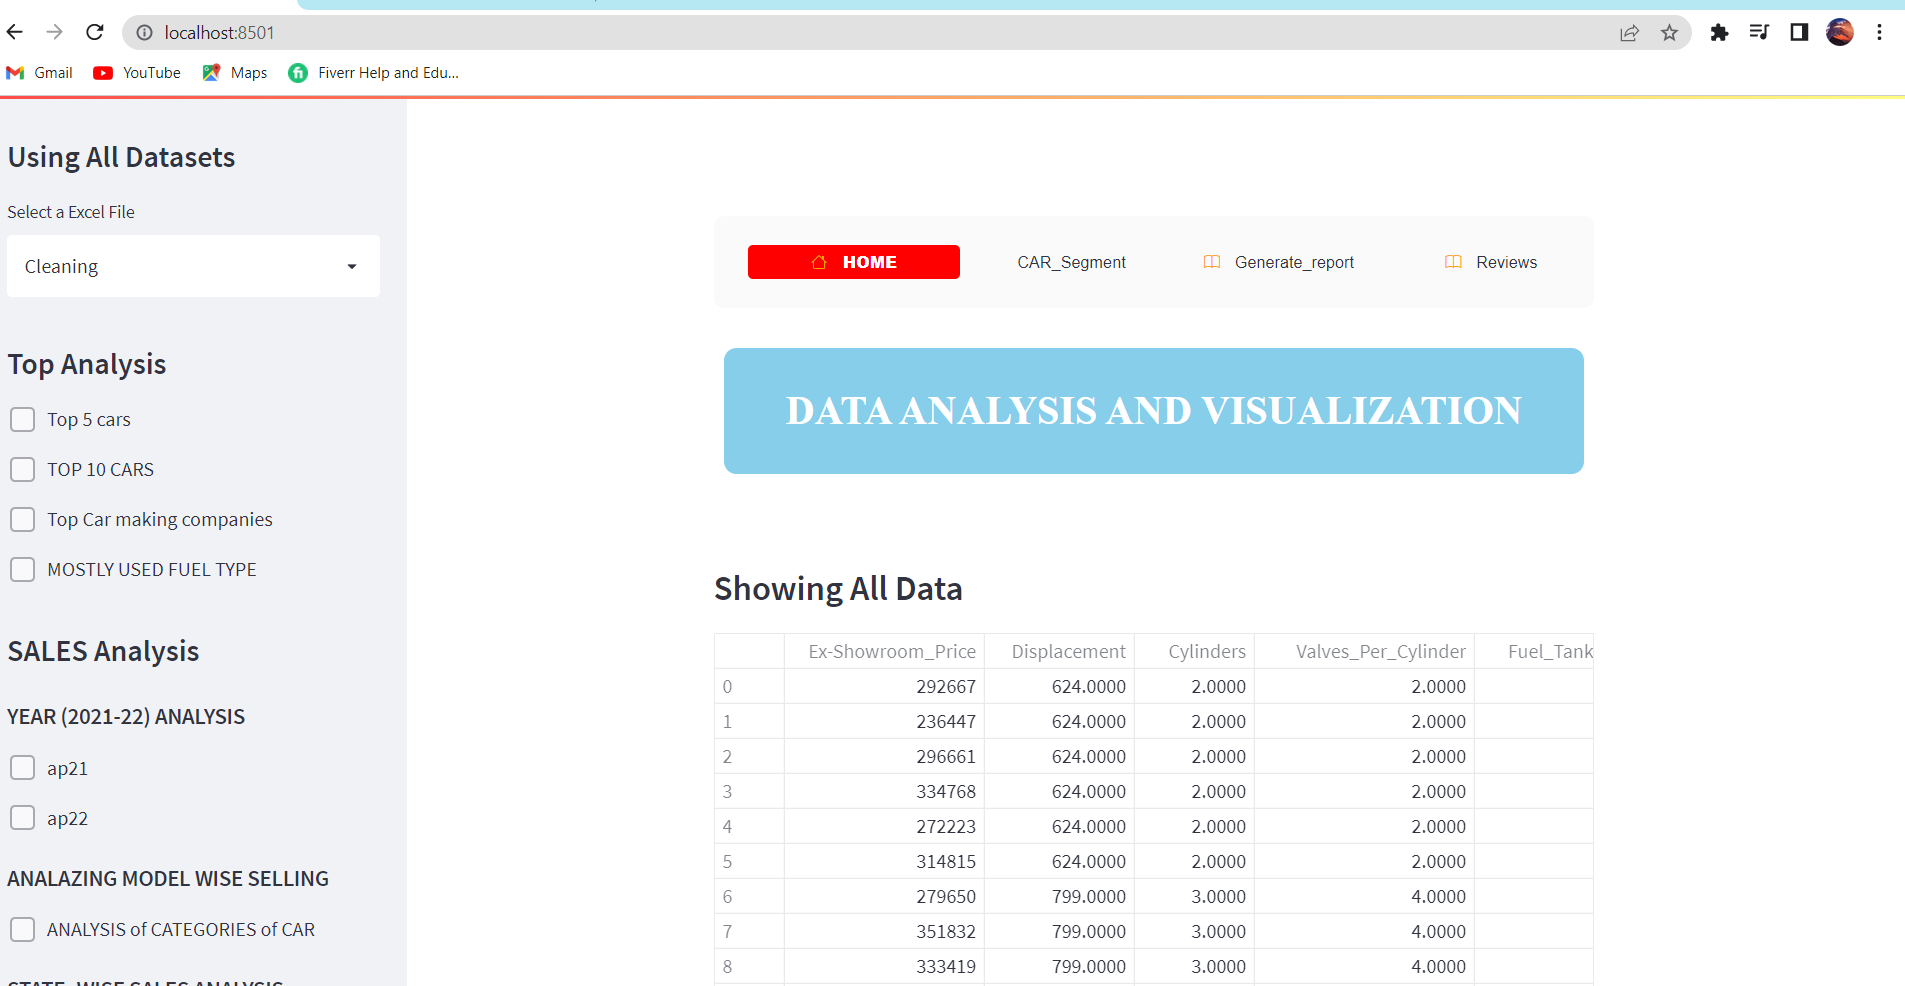 localhost:8501
Gmail YouTube Maps Fiverr Help and Edu...
Using All Datasets
Select a Excel File
Cleaning
Top Analysis
Top 5 cars
TOP 10 CARS
Top Car making companies
MOSTLY USED FUEL TYPE
SALES Analysis
YEAR (2021-22) ANALYSIS
ap21
ap22
ANALAZING MODEL WISE SELLING
ANALYSIS of CATEGORIES of CAR
STATE-WISE SALES ANALYSIS
HOME CAR_Segment Generate_report Reviews
DATA ANALYSIS AND VISUALIZATION
Showing All Data
Ex-Showroom_Price Displacement Cylinders Valves_Per_Cylinder Fuel_Tank
0 292667 624.0000 2.0000 2.0000
1 236447 624.0000 2.0000 2.0000
2 296661 624.0000 2.0000 2.0000
3 334768 624.0000 2.0000 2.0000
4 272223 624.0000 2.0000 2.0000
5 314815 624.0000 2.0000 2.0000
6 279650 799.0000 3.0000 4.0000
7 351832 799.0000 3.0000 4.0000
8 333419 799.0000 3.0000 4.0000